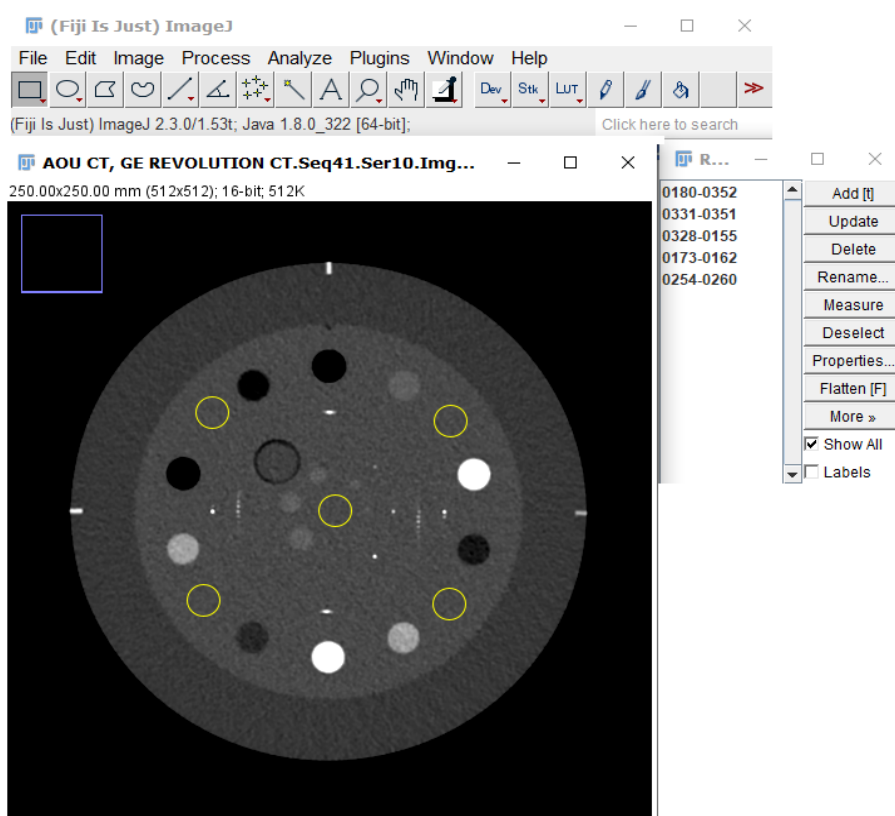 (Fiji Is Just) ImageJ
File Edit Image Process Analyze Plugins Window Help
Dev Stk LUT >>
(Fiji Is Just) ImageJ 2.3.0/1.53t; Java 1.8.0_322 [64-bit];
Click here to search
AOU CT, GE REVOLUTION CT.Seq41.Ser10.Img...
250.00x250.00 mm (512x512); 16-bit; 512K
R...
0180-0352
0331-0351
0328-0155
0173-0162
0254-0260
Add [t]
Update
Delete
Rename...
Measure
Deselect
Properties...
Flatten [F]
More »
Show All
Labels